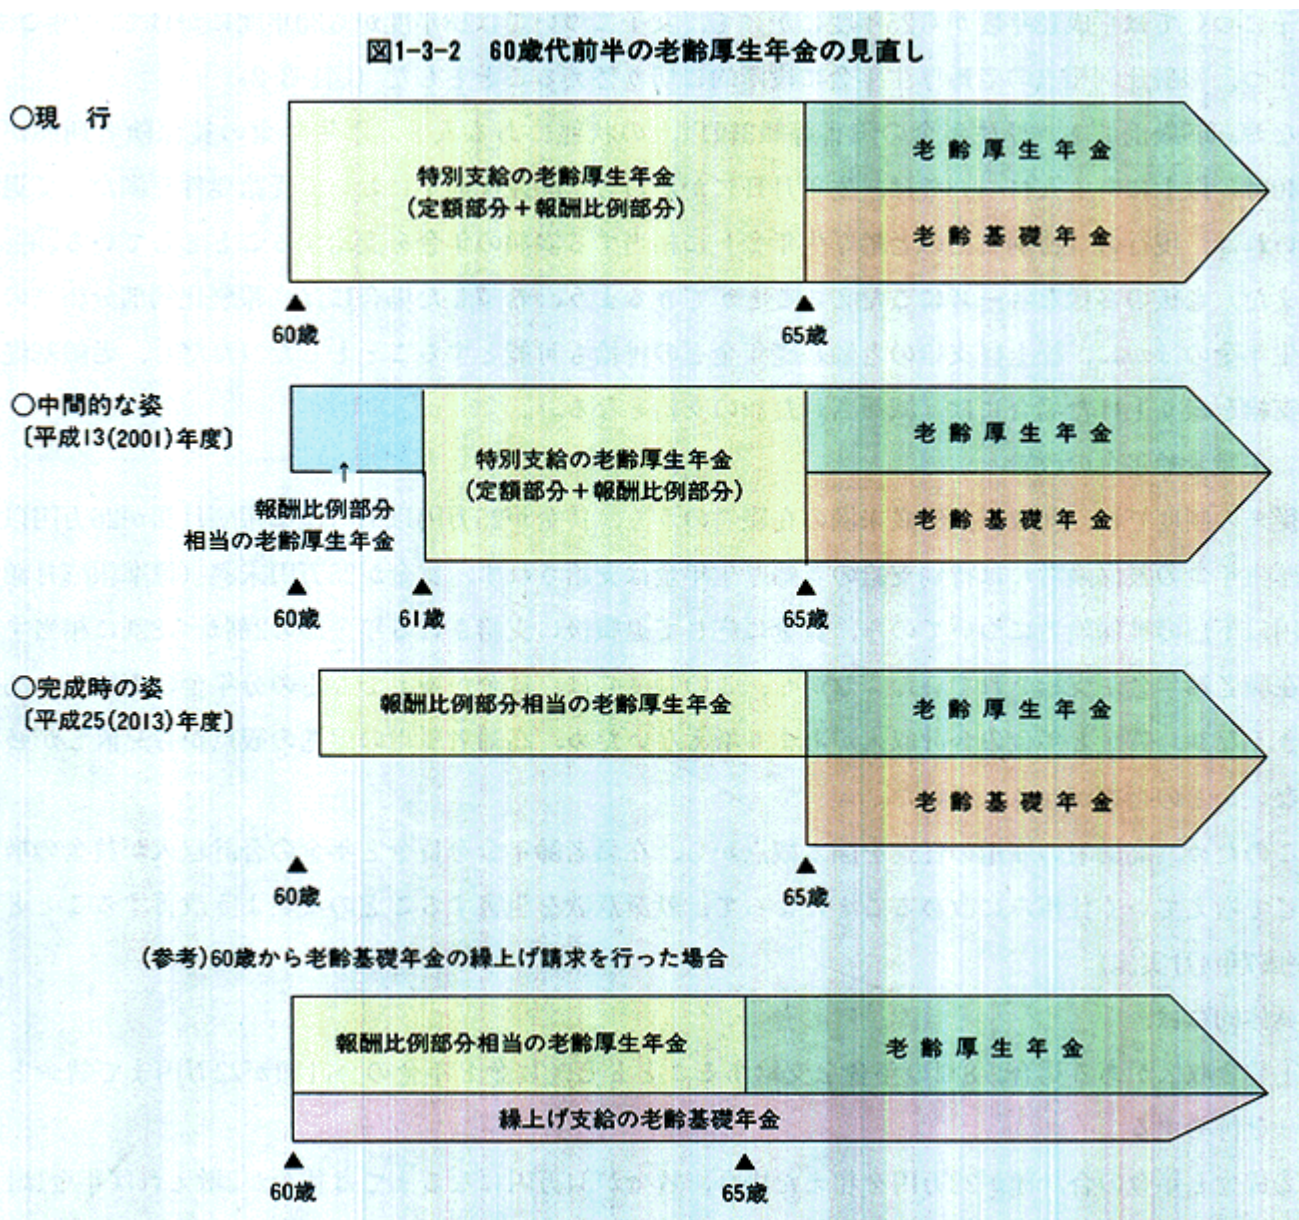 図1-3-2　60歳代前半の老齢厚生年金の見直し
○現　行
特別支給の老齢厚生年金
(定額部分＋報酬比例部分)
老齢厚生年金
老齢基礎年金
▲
60歳
▲
65歳
○中間的な姿
〔平成13(2001)年度〕
↑
報酬比例部分
相当の老齢厚生年金
特別支給の老齢厚生年金
(定額部分＋報酬比例部分)
老齢厚生年金
老齢基礎年金
▲
60歳
▲
61歳
▲
65歳
○完成時の姿
〔平成25(2013)年度〕
報酬比例部分相当の老齢厚生年金
老齢厚生年金
老齢基礎年金
▲
60歳
▲
65歳
(参考)60歳から老齢基礎年金の繰上げ請求を行った場合
報酬比例部分相当の老齢厚生年金
老齢厚生年金
繰上げ支給の老齢基礎年金
▲
60歳
▲
65歳